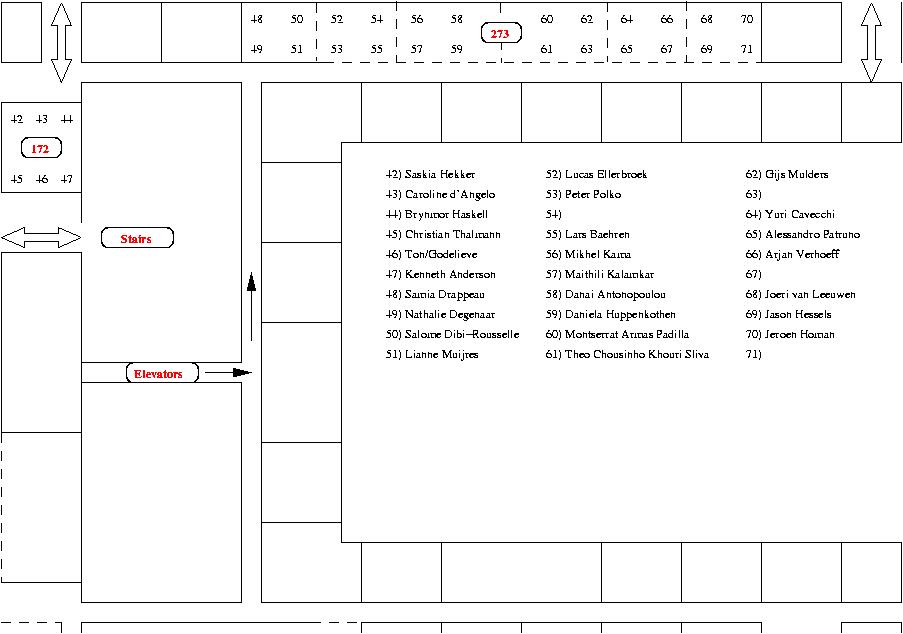 48 50 52 54 56 58 60 62 64 66 68 70
273
49 51 53 55 57 59 61 63 65 67 69 71
42 43 44
172
45 46 47
Stairs
Elevators
42) Saskia Hekker
43) Caroline d'Angelo
44) Brynmor Haskell
45) Christian Thalmann
46) Ton/Godelieve
47) Kenneth Anderson
48) Samia Drappeau
49) Nathalie Degenaar
50) Salome Dibi-Rousselle
51) Lianne Muijres
52) Lucas Ellerbroek
53) Peter Polko
54)
55) Lars Baehren
56) Mikhel Kama
57) Maithili Kalamkar
58) Danai Antonopoulou
59) Daniela Huppenkothen
60) Montserrat Armas Padilla
61) Theo Chousinho Khouri Sliva
62) Gijs Mulders
63)
64) Yuri Cavecchi
65) Alessandro Patruno
66) Arjan Verhoeff
67)
68) Joeri van Leeuwen
69) Jason Hessels
70) Jeroen Homan
71)